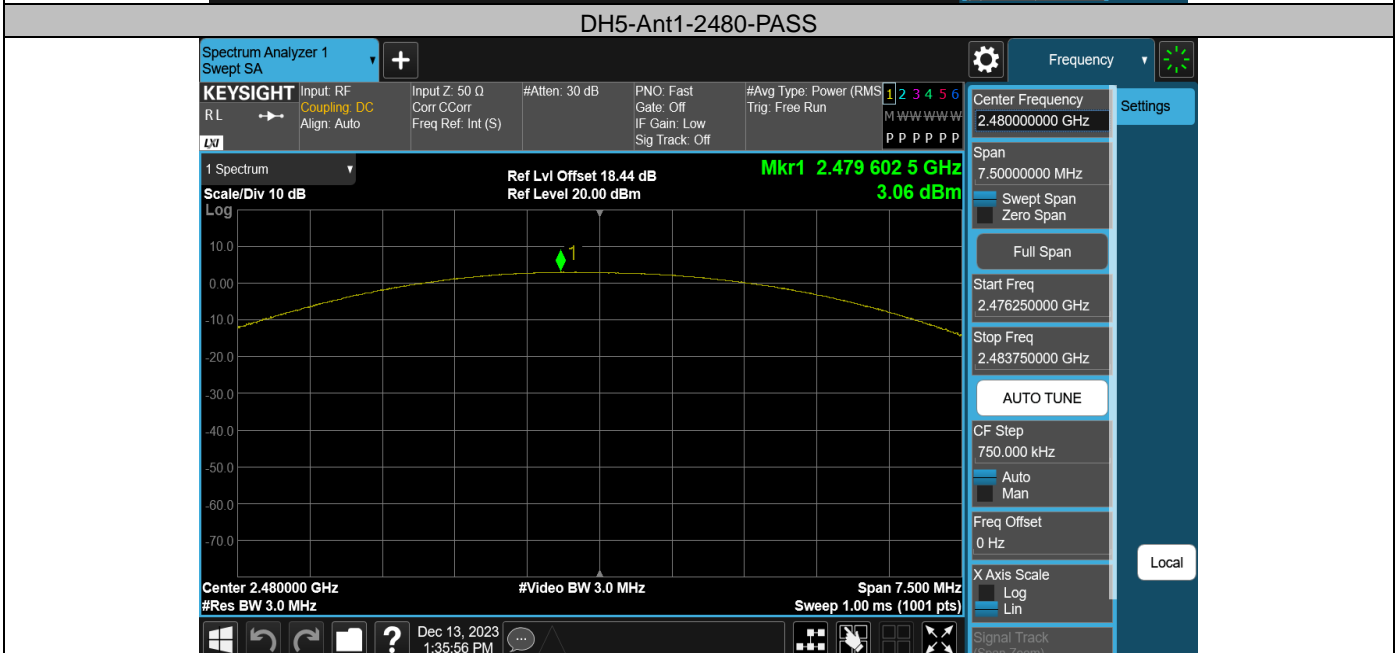 DH5-Ant1-2480-PASS
Spectrum Analyzer 1
Swept SA
+
Frequency
KEYSIGHT
RL
LXI
Input: RF
Coupling: DC
Align: Auto
Input Z: 50 Ω
Corr CCorr
Freq Ref: Int (S)
#Atten: 30 dB
PNO: Fast
Gate: Off
IF Gain: Low
Sig Track: Off
#Avg Type: Power (RMS
Trig: Free Run
1 2 3 4 5 6
M W W W W W
P P P P P P
Center Frequency
2.480000000 GHz
Settings
1 Spectrum
Scale/Div 10 dB
Ref Lvl Offset 18.44 dB
Ref Level 20.00 dBm
Mkr1 2.479 602 5 GHz
3.06 dBm
Span
7.50000000 MHz
Swept Span
Zero Span
Full Span
Start Freq
2.476250000 GHz
Stop Freq
2.483750000 GHz
AUTO TUNE
CF Step
750.000 kHz
Auto
Man
Freq Offset
0 Hz
X Axis Scale
Log
Lin
Signal Track
(Span Zoom)
Local
Log
10.0
0.00
-10.0
-20.0
-30.0
-40.0
-50.0
-60.0
-70.0
1
Center 2.480000 GHz
#Res BW 3.0 MHz
#Video BW 3.0 MHz
Span 7.500 MHz
Sweep 1.00 ms (1001 pts)
?
Dec 13, 2023
1:35:56 PM